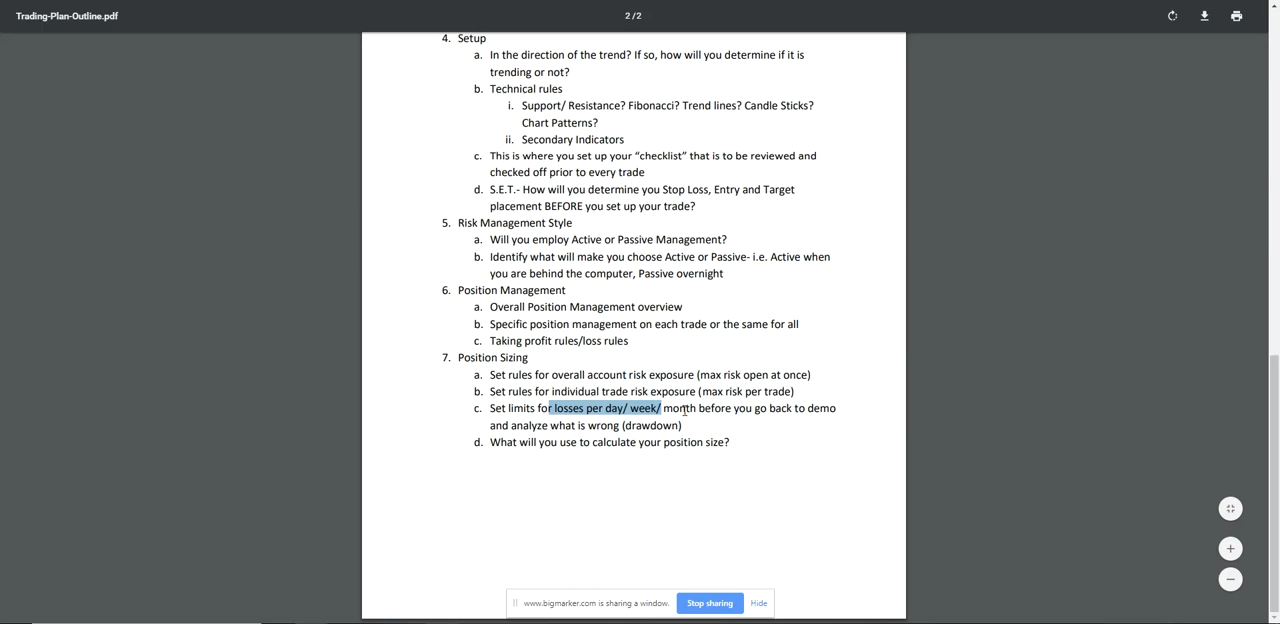 Trading-Plan-Outline.pdf
2 / 2
4. Setup
a. In the direction of the trend? If so, how will you determine if it is
trending or not?
b. Technical rules
i. Support/ Resistance? Fibonacci? Trend lines? Candle Sticks?
Chart Patterns?
ii. Secondary Indicators
c. This is where you set up your “checklist” that is to be reviewed and
checked off prior to every trade
d. S.E.T.- How will you determine you Stop Loss, Entry and Target
placement BEFORE you set up your trade?
5. Risk Management Style
a. Will you employ Active or Passive Management?
b. Identify what will make you choose Active or Passive- i.e. Active when
you are behind the computer, Passive overnight
6. Position Management
a. Overall Position Management overview
b. Specific position management on each trade or the same for all
c. Taking profit rules/loss rules
7. Position Sizing
a. Set rules for overall account risk exposure (max risk open at once)
b. Set rules for individual trade risk exposure (max risk per trade)
c. Set limits for losses per day/ week/ month before you go back to demo
and analyze what is wrong (drawdown)
d. What will you use to calculate your position size?
www.bigmarker.com is sharing a window. Stop sharing Hide